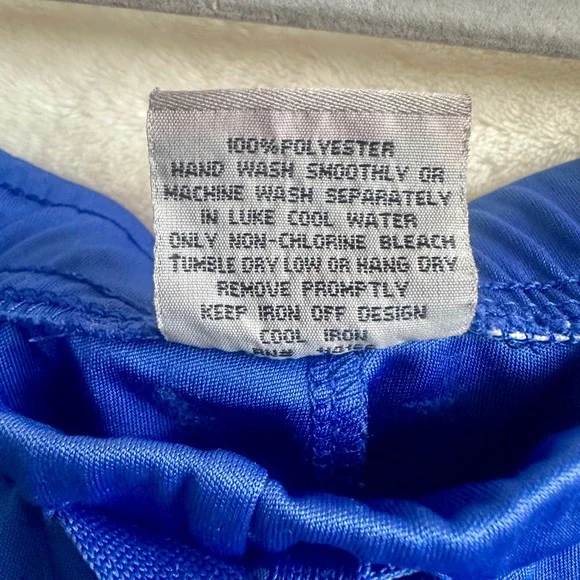 100%POLYESTER
HAND WASH SMOOTHLY OR
MACHINE WASH SEPARATELY
IN LUKE COOL WATER
ONLY NON-CHLORINE BLEACH
TUMBLE DRY LOW OR HANG DRY
REMOVE PROMPTLY
KEEP IRON OFF DESIGN
COOL IRON
RN#